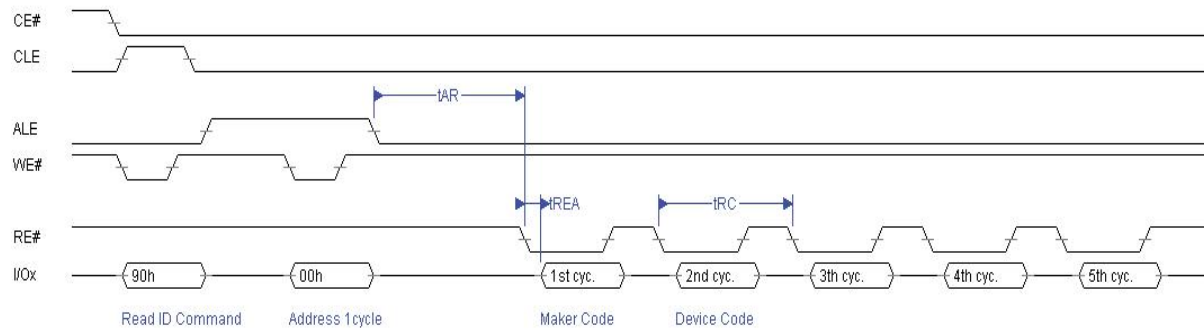 CE#
CLE
tAR
ALE
WE#
tREA
tRC
RE#
I/Ox
90h
00h
1st cyc.
2nd cyc.
3th cyc.
4th cyc.
5th cyc.
Read ID Command
Address 1cycle
Maker Code
Device Code